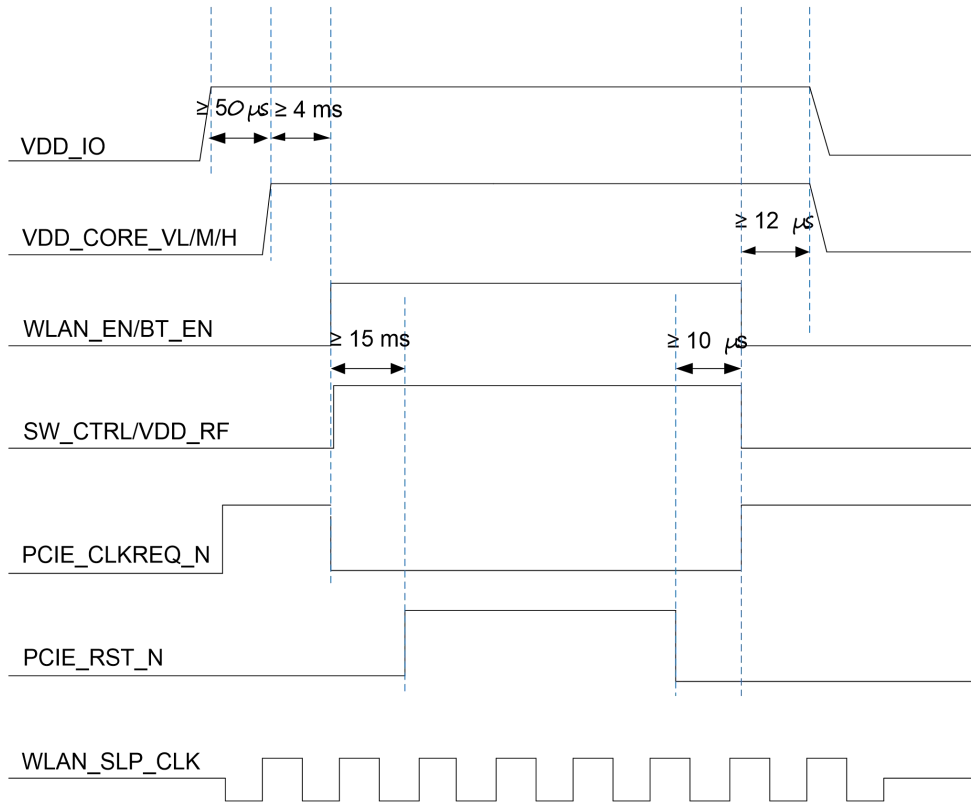 ≥ 50 μs ≥ 4 ms
VDD_IO
VDD_CORE_VL/M/H
≥ 12 μs
WLAN_EN/BT_EN
≥ 15 ms
≥ 10 μs
SW_CTRL/VDD_RF
PCIE_CLKREQ_N
PCIE_RST_N
WLAN_SLP_CLK